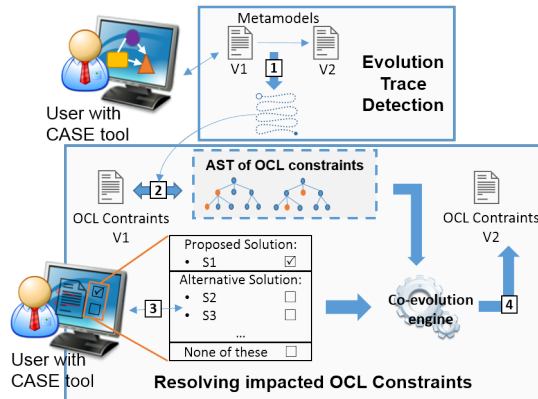 Metamodels
V1
V2
1
Evolution
Trace
Detection
User with
CASE tool
2
AST of OCL constraints
OCL Contraints
V1
OCL Contraints
V2
Proposed Solution:
• S1
Alternative Solution:
• S2
• S3
...
None of these
3
Co-evolution
engine
4
User with
CASE tool
Resolving impacted OCL Constraints